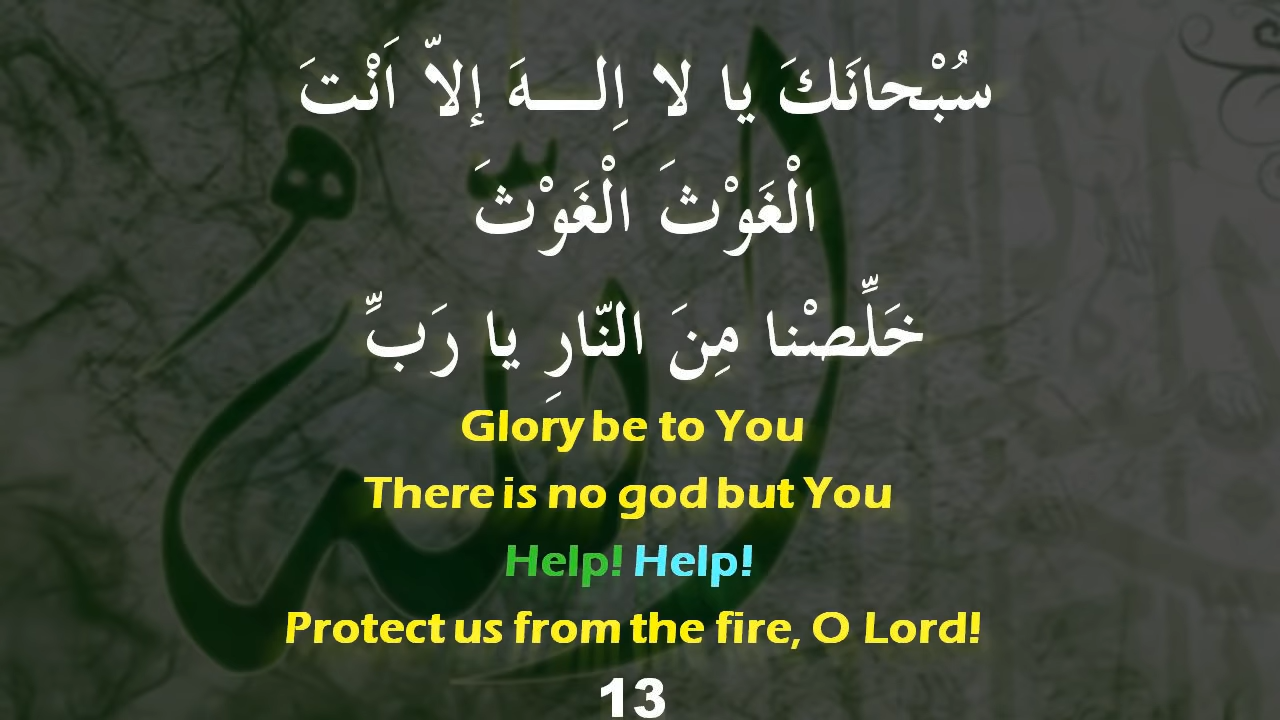 سُبْحانَكَ يا لا اِلـــهَ إلاّ اَنْتَ
الْغَوْثَ الْغَوْثَ
خَلِّصْنا مِنَ النّارِ يا رَبِّ
Glory be to You
There is no god but You
Help! Help!
Protect us from the fire, O Lord!
13